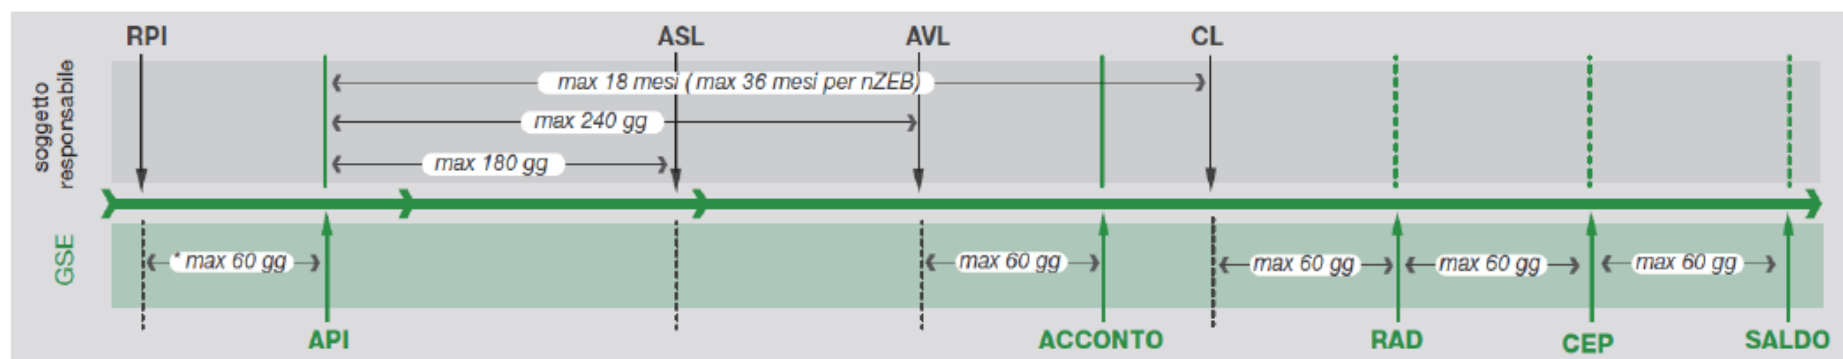 RPI
ASL
AVL
CL
soggetto
responsabile
max 18 mesi ( max 36 mesi per nZEB)
max 240 gg
max 180 gg
GSE
* max 60 gg
max 60 gg
max 60 gg
max 60 gg
max 60 gg
API
ACCONTO
RAD
CEP
SALDO